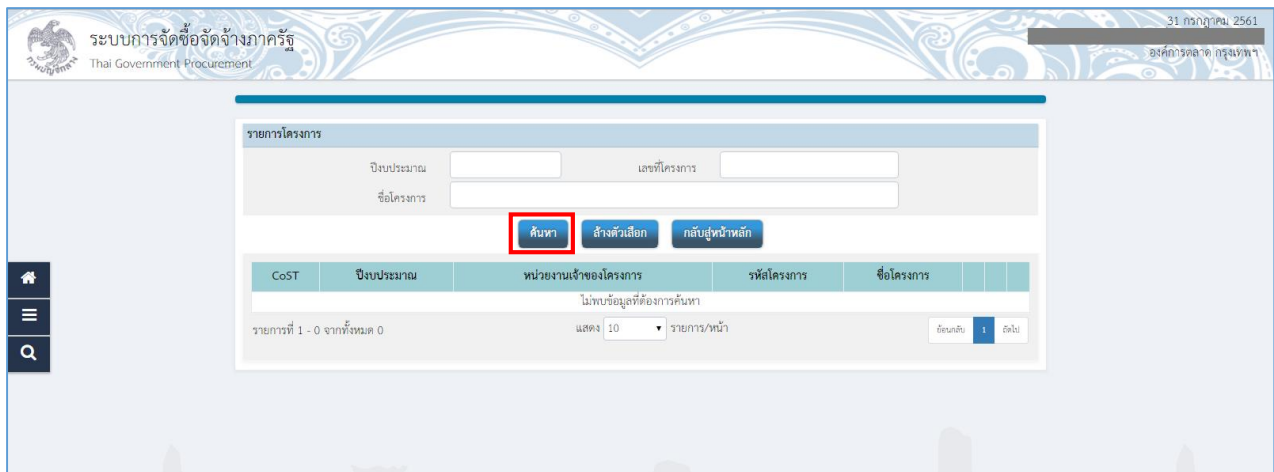 31 กรกฎาคม 2561
ระบบการจัดซื้อจัดจ้างภาครัฐ
Thai Government Procurement
องค์การตลาด กรุงเทพฯ
กรมบัญชีกลาง
รายการโครงการ
ปีงบประมาณ เลขที่โครงการ
ชื่อโครงการ
ค้นหา ล้างตัวเลือก กลับสู่หน้าหลัก
CoST ปีงบประมาณ หน่วยงานเจ้าของโครงการ รหัสโครงการ ชื่อโครงการ
ไม่พบข้อมูลที่ต้องการค้นหา
รายการที่ 1 - 0 จากทั้งหมด 0 แสดง 10 รายการ/หน้า ย้อนกลับ 1 ถัดไป